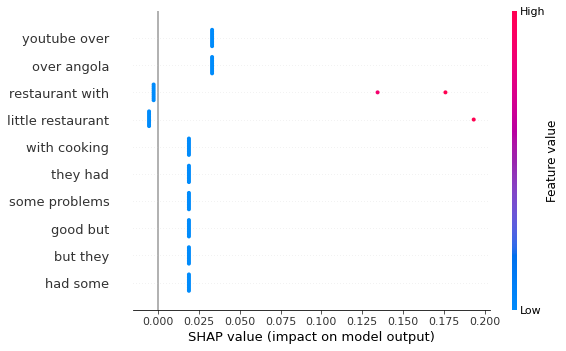 High
youtube over
over angola
restaurant with
little restaurant
with cooking
they had
some problems
good but
but they
had some
Feature value
Low
0.000 0.025 0.050 0.075 0.100 0.125 0.150 0.175 0.200
SHAP value (impact on model output)